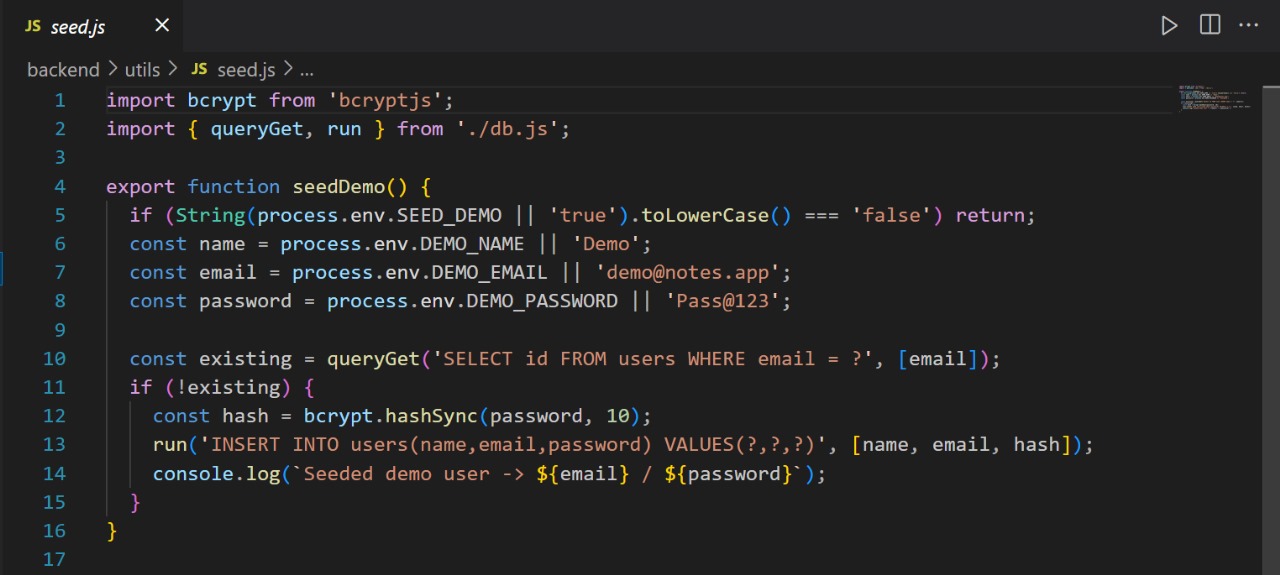 JS seed.js
backend > utils > JS seed.js > ...
1 import bcrypt from 'bcryptjs';
2 import { queryGet, run } from './db.js';
3
4 export function seedDemo() {
5   if (String(process.env.SEED_DEMO || 'true').toLowerCase() === 'false') return;
6   const name = process.env.DEMO_NAME || 'Demo';
7   const email = process.env.DEMO_EMAIL || 'demo@notes.app';
8   const password = process.env.DEMO_PASSWORD || 'Pass@123';
9
10   const existing = queryGet('SELECT id FROM users WHERE email = ?', [email]);
11   if (!existing) {
12     const hash = bcrypt.hashSync(password, 10);
13     run('INSERT INTO users(name,email,password) VALUES(?,?,?)', [name, email, hash]);
14     console.log(`Seeded demo user -> ${email} / ${password}`);
15   }
16 }
17